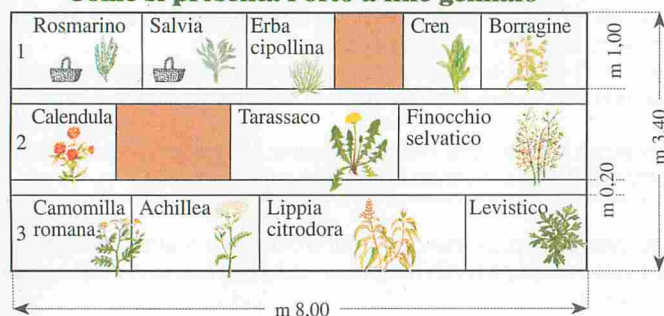 Come si presenta l'orto a fine gennaio
1 Rosmarino Salvia Erba cipollina Cren Borragine
m 1,00
2 Calendula Tarassaco Finocchio selvatico
m 3,40
m 0,20
3 Camomilla romana Achillea Lippia citrodora Levistico
m 8,00